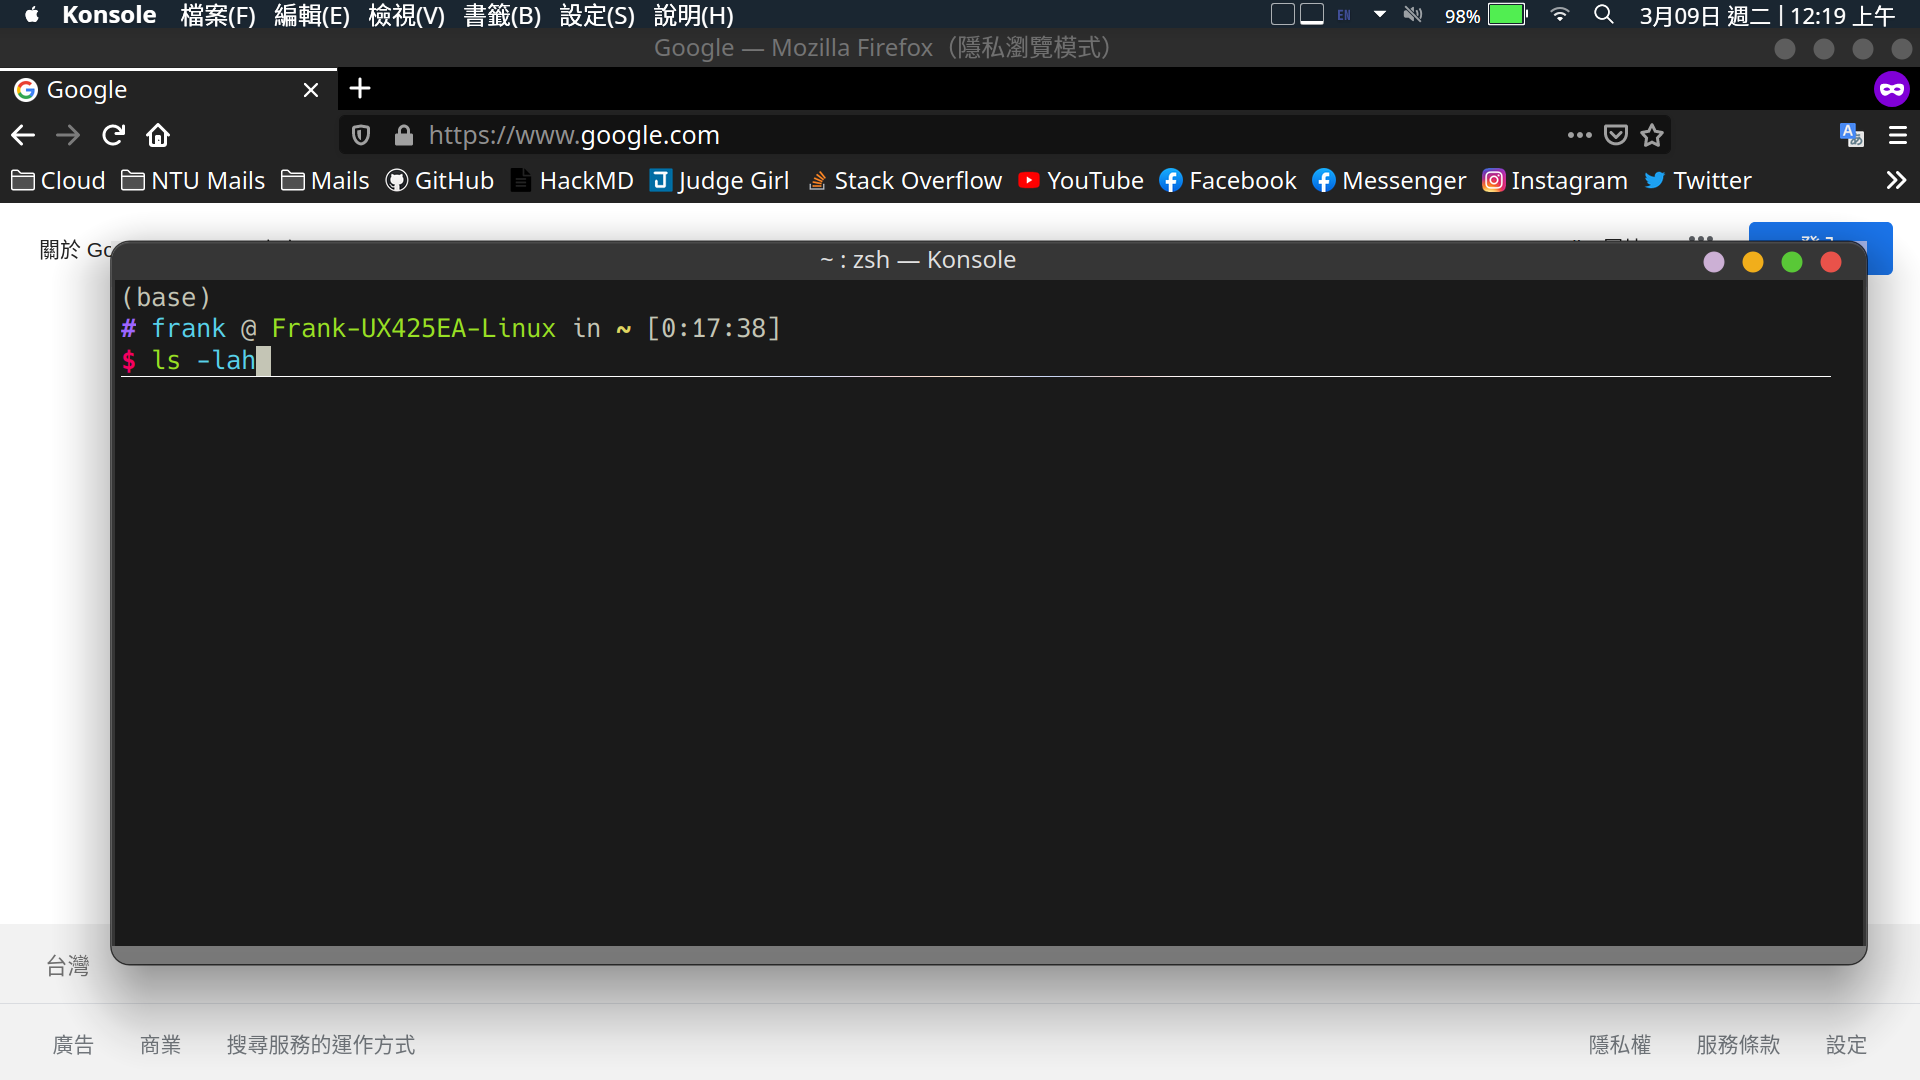 Konsole 檔案(F) 編輯(E) 檢視(V) 書籤(B) 設定(S) 說明(H) EN 98% 3月09日 週二 | 12:19 上午
Google — Mozilla Firefox（隱私瀏覽模式）
Google
https://www.google.com
Cloud NTU Mails Mails GitHub HackMD Judge Girl Stack Overflow YouTube Facebook Messenger Instagram Twitter
關於
~ : zsh — Konsole
(base)
# frank @ Frank-UX425EA-Linux in ~ [0:17:38]
$ ls -lah
台灣
廣告 商業 搜尋服務的運作方式 隱私權 服務條款 設定